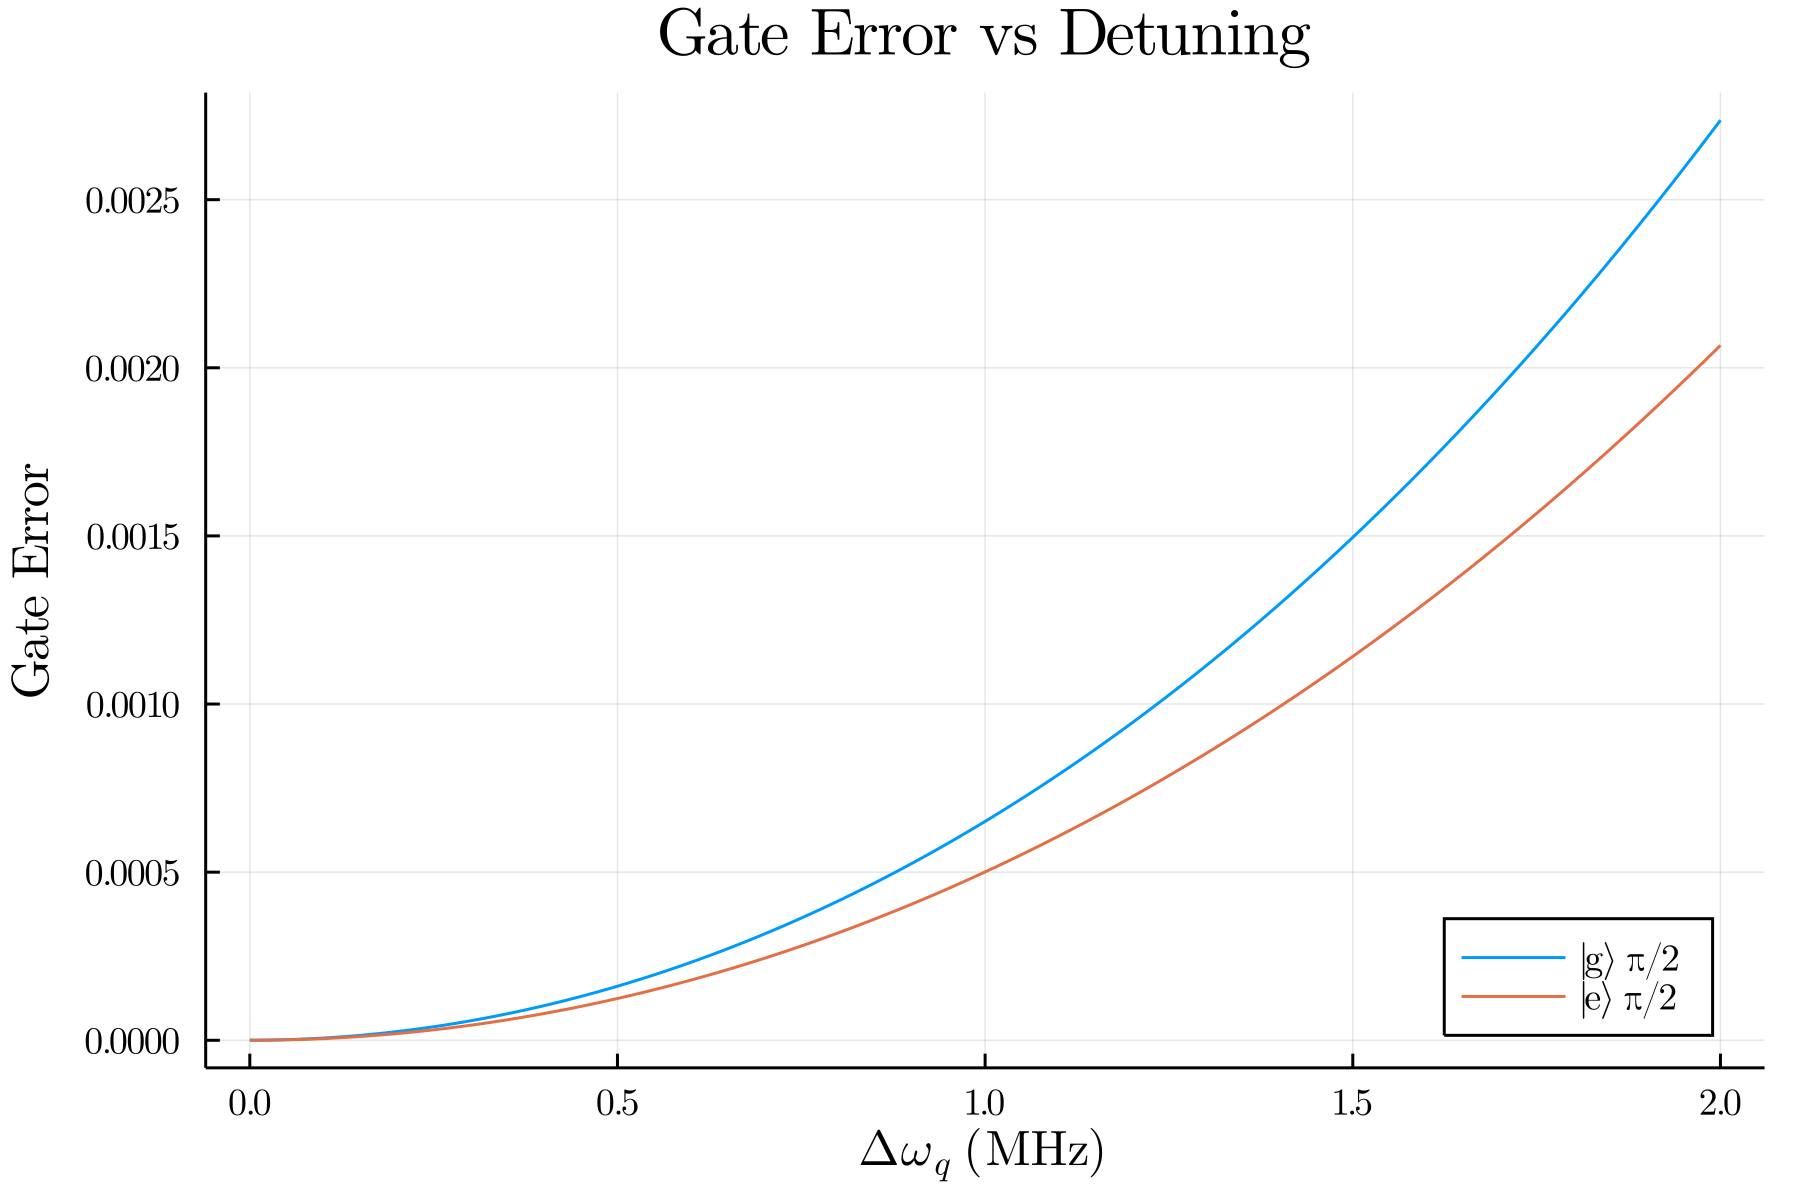 Gate Error vs Detuning
Gate Error
0.0025
0.0020
0.0015
0.0010
0.0005
0.0000
|g⟩ π/2
|e⟩ π/2
0.0 0.5 1.0 1.5 2.0
Δω_q (MHz)